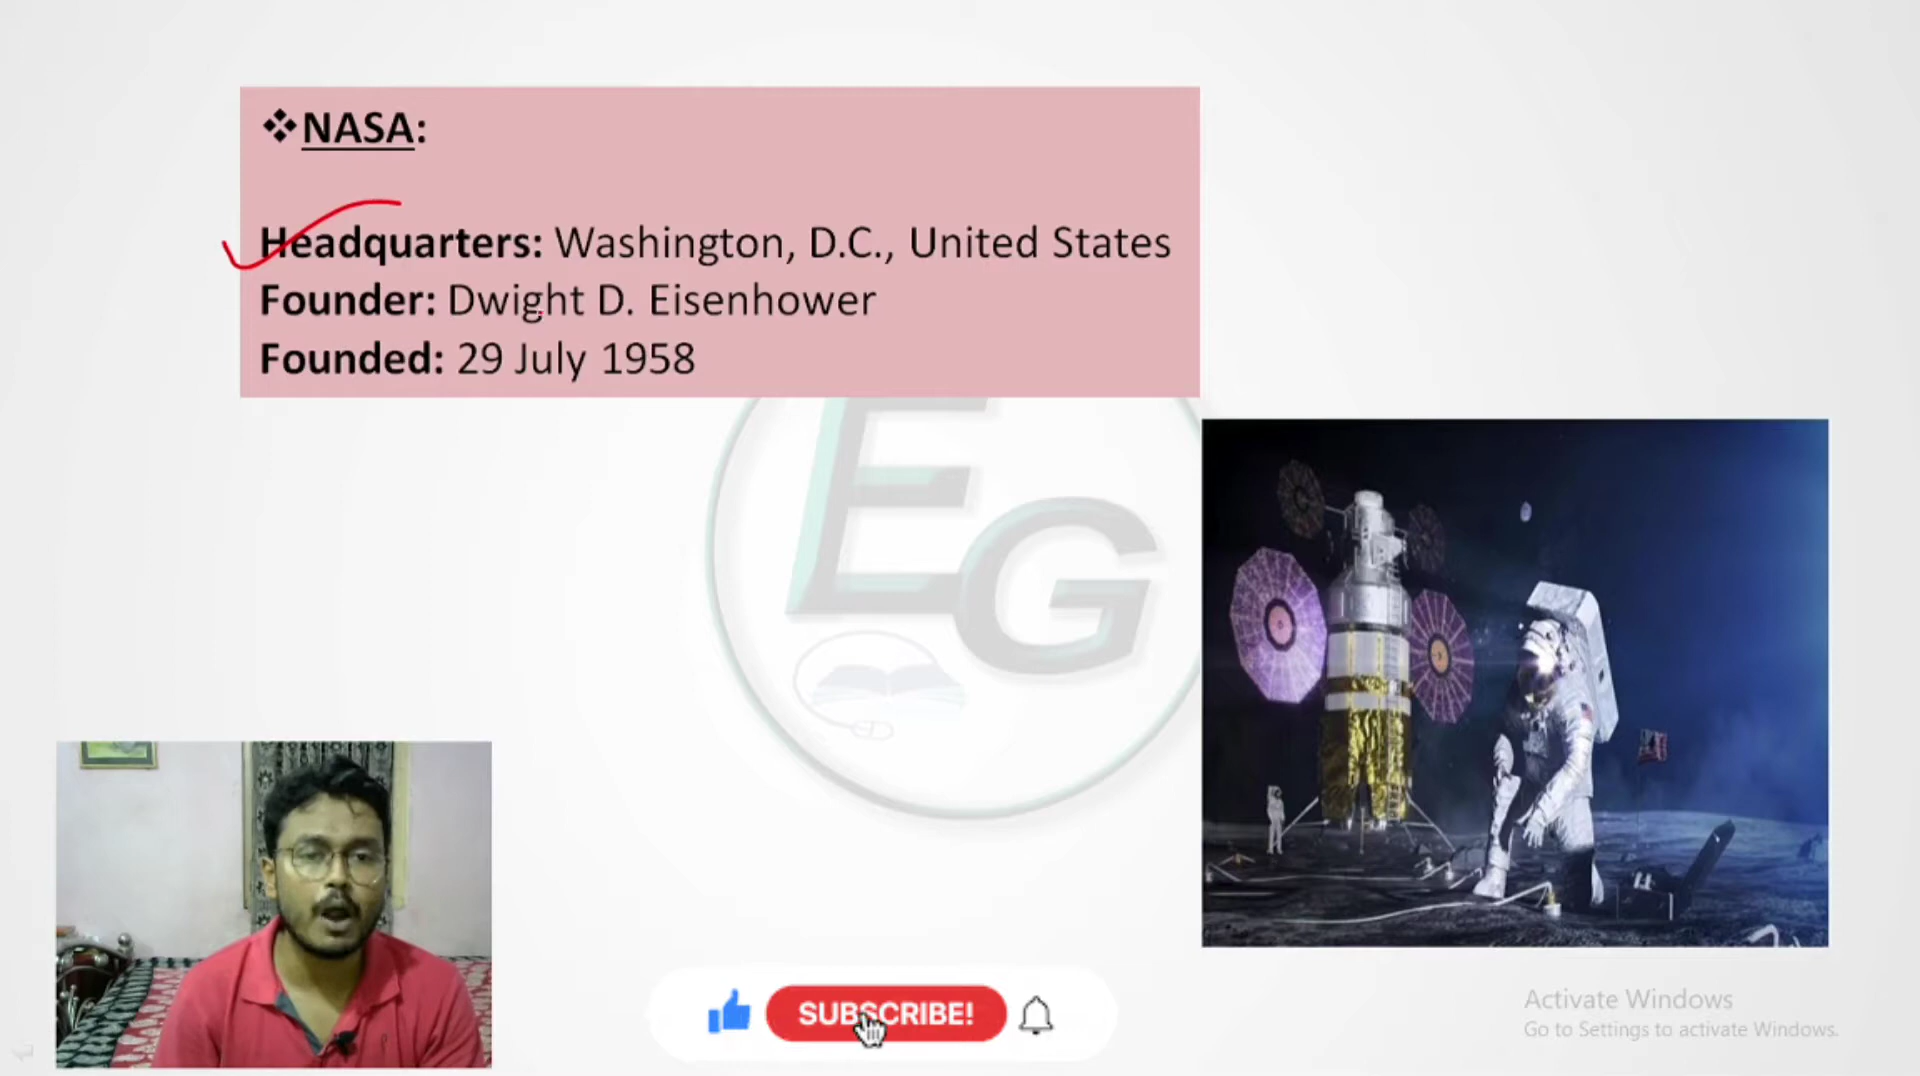 ❖NASA:
Headquarters: Washington, D.C., United States
Founder: Dwight D. Eisenhower
Founded: 29 July 1958
EG
SUBSCRIBE!
Activate Windows
Go to Settings to activate Windows.